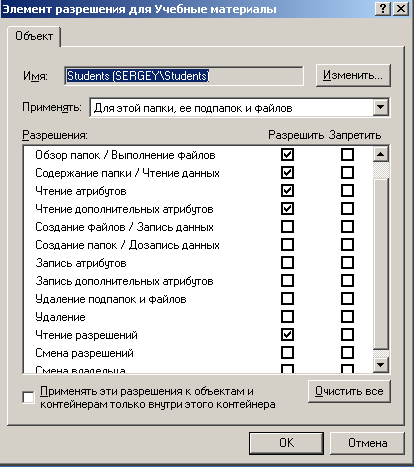 Элемент разрешения для Учебные материалы
Объект
Имя: Students (SERGEY\Students) Изменить...
Применять: Для этой папки, ее подпапок и файлов
Разрешения: Разрешить Запретить
Обзор папок / Выполнение файлов
Содержание папки / Чтение данных
Чтение атрибутов
Чтение дополнительных атрибутов
Создание файлов / Запись данных
Создание папок / Дозапись данных
Запись атрибутов
Запись дополнительных атрибутов
Удаление подпапок и файлов
Удаление
Чтение разрешений
Смена разрешений
Смена владельца
Применять эти разрешения к объектам и
контейнерам только внутри этого контейнера
Очистить все
OK Отмена